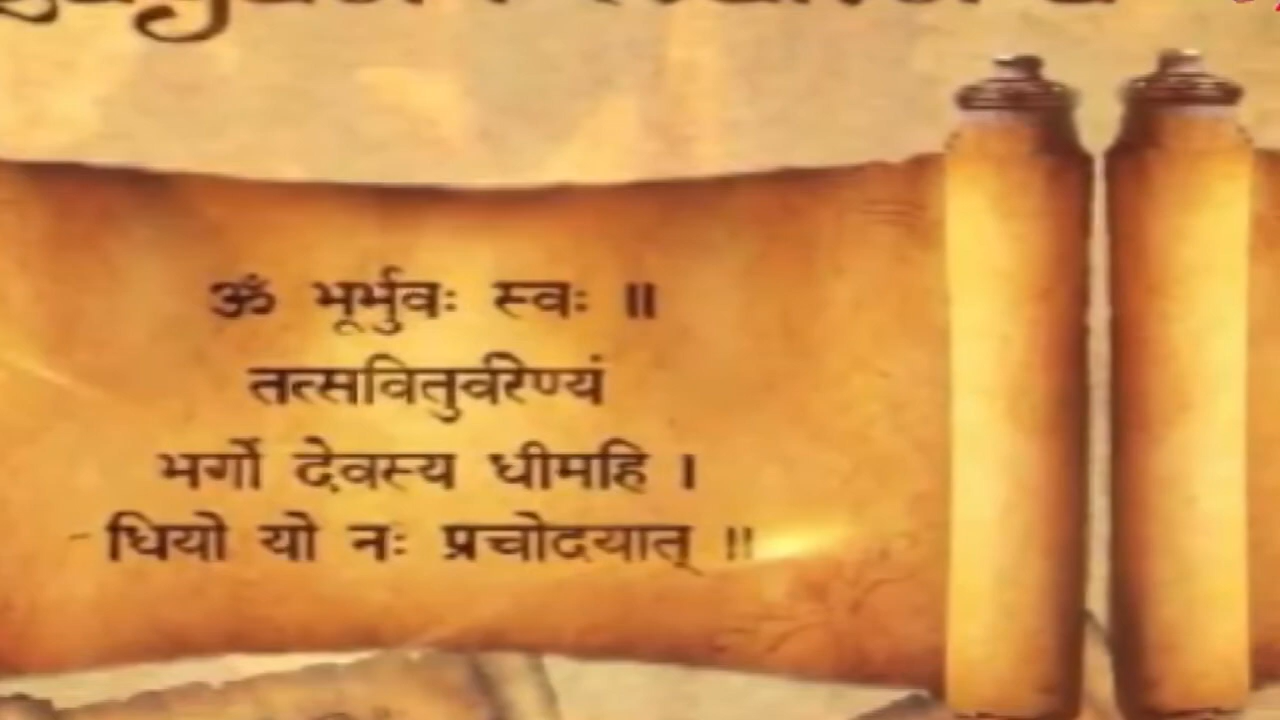 ॐ भूर्भुवः स्वः ॥
तत्सवितुर्वरेण्यं
भर्गो देवस्य धीमहि ।
धियो यो नः प्रचोदयात् ॥